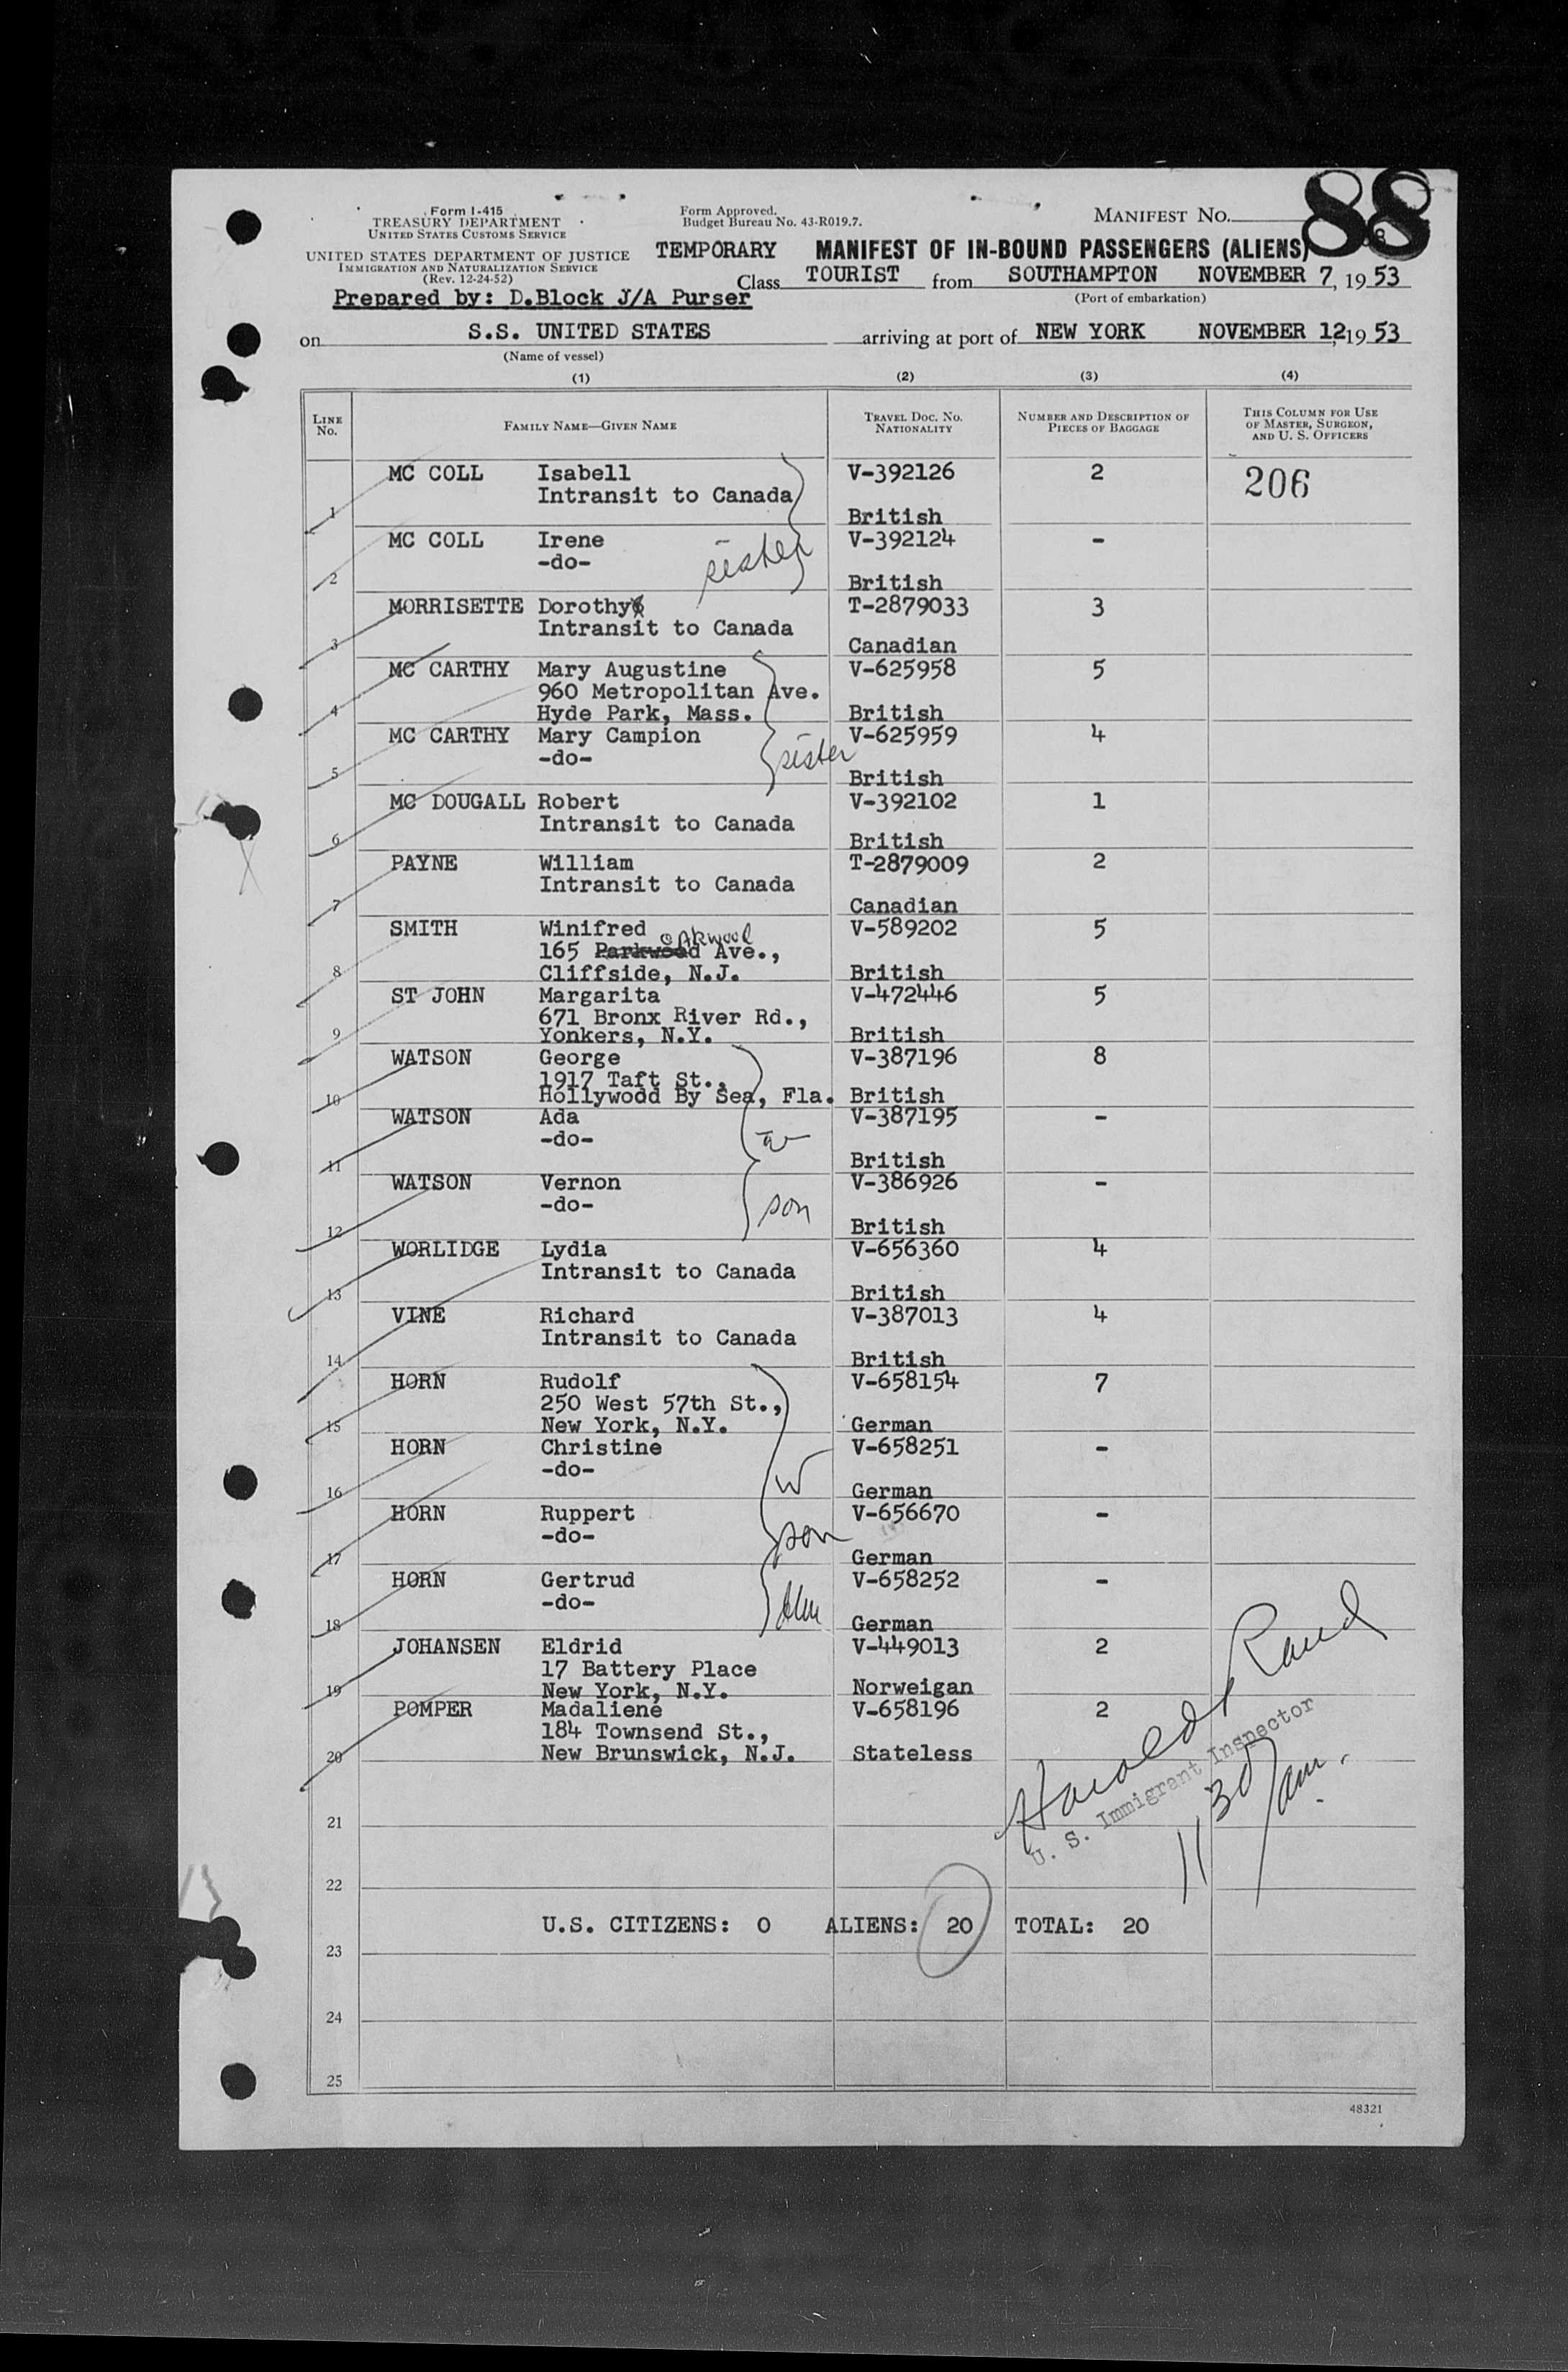 Form I-415
TREASURY DEPARTMENT
UNITED STATES CUSTOMS SERVICE
UNITED STATES DEPARTMENT OF JUSTICE
IMMIGRATION AND NATURALIZATION SERVICE
(Rev. 12-24-52)
Form Approved.
Budget Bureau No. 43-R019.7.
MANIFEST NO. 88
TEMPORARY MANIFEST OF IN-BOUND PASSENGERS (ALIENS)
Class TOURIST from SOUTHAMPTON NOVEMBER 7, 1953
(Port of embarkation)
Prepared by: D.Block J/A Purser
on S.S. UNITED STATES arriving at port of NEW YORK NOVEMBER 12, 1953
(Name of vessel)
(1) (2) (3) (4)
LINE NO. FAMILY NAME—GIVEN NAME TRAVEL DOC. NO. NATIONALITY NUMBER AND DESCRIPTION OF PIECES OF BAGGAGE THIS COLUMN FOR USE OF MASTER, SURGEON, AND U. S. OFFICERS
MC COLL Isabell V-392126 2 206
Intransit to Canada
1 British
MC COLL Irene V-392124 -
-do- sister
2 British
MORRISETTE Dorothy T-2879033 3
Intransit to Canada
3 Canadian
MC CARTHY Mary Augustine V-625958 5
960 Metropolitan Ave.
4 Hyde Park, Mass. British
MC CARTHY Mary Campion V-625959 4
-do- sister
5 British
MC DOUGALL Robert V-392102 1
Intransit to Canada
6 British
PAYNE William T-2879009 2
Intransit to Canada
7 Canadian
SMITH Winifred V-589202 5
oakwood
165 Parkwood Ave.,
8 Cliffside, N.J. British
ST JOHN Margarita V-472446 5
671 Bronx River Rd.,
9 Yonkers, N.Y. British
WATSON George V-387196 8
1917 Taft St.,
10 Hollywood By Sea, Fla. British
WATSON Ada V-387195 -
-do- w
11 British
WATSON Vernon V-386926 -
-do- son
12 British
WORLIDGE Lydia V-656360 4
Intransit to Canada
13 British
VINE Richard V-387013 4
Intransit to Canada
14 British
HORN Rudolf V-658154 7
250 West 57th St.,
15 New York, N.Y. German
HORN Christine V-658251 -
-do- W
16 German
HORN Ruppert V-656670 -
-do- son
17 German
HORN Gertrud V-658252 -
-do-
18 German
JOHANSEN Eldrid V-449013 2
17 Battery Place
19 New York, N.Y. Norweigan
POMPER Madaliene V-658196 2
184 Townsend St.,
20 New Brunswick, N.J. Stateless
Harold Rand
U. S. Immigrant Inspector
11 30 am.
21
22
U.S. CITIZENS: 0 ALIENS: 20 TOTAL: 20
23
24
25
48321